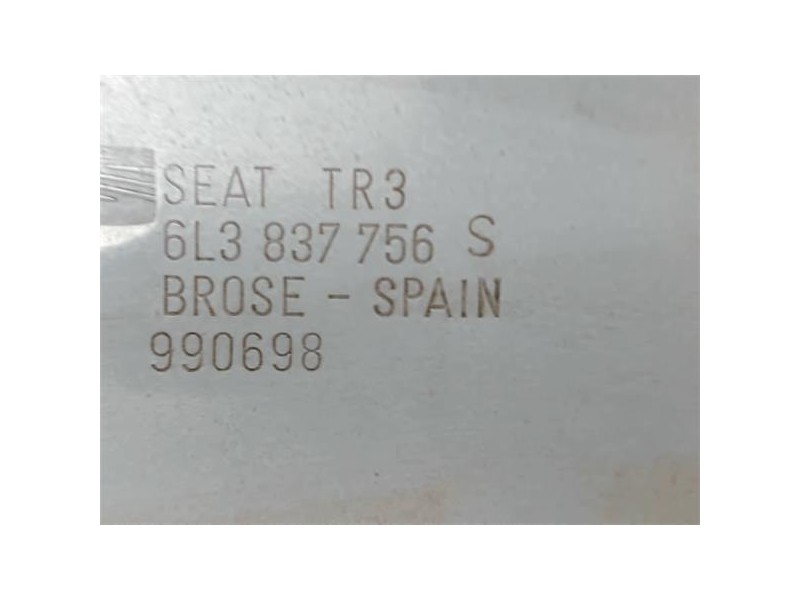 SEAT TR3
6L3 837 756 S
BROSE - SPAIN
990698